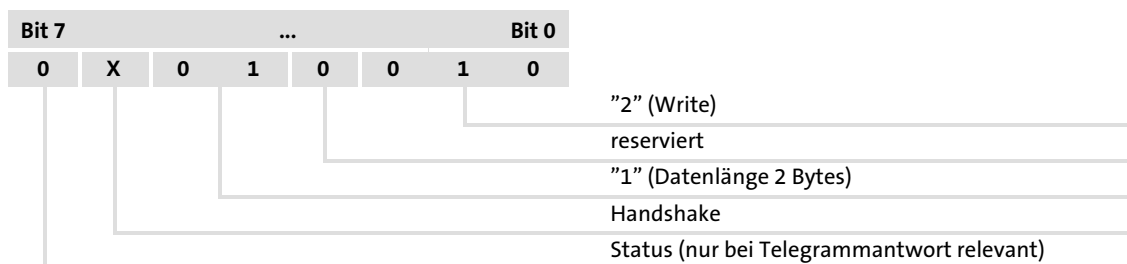 Bit 7 ... Bit 0
0 X 0 1 0 0 1 0
”2” (Write)
reserviert
”1” (Datenlänge 2 Bytes)
Handshake
Status (nur bei Telegrammantwort relevant)